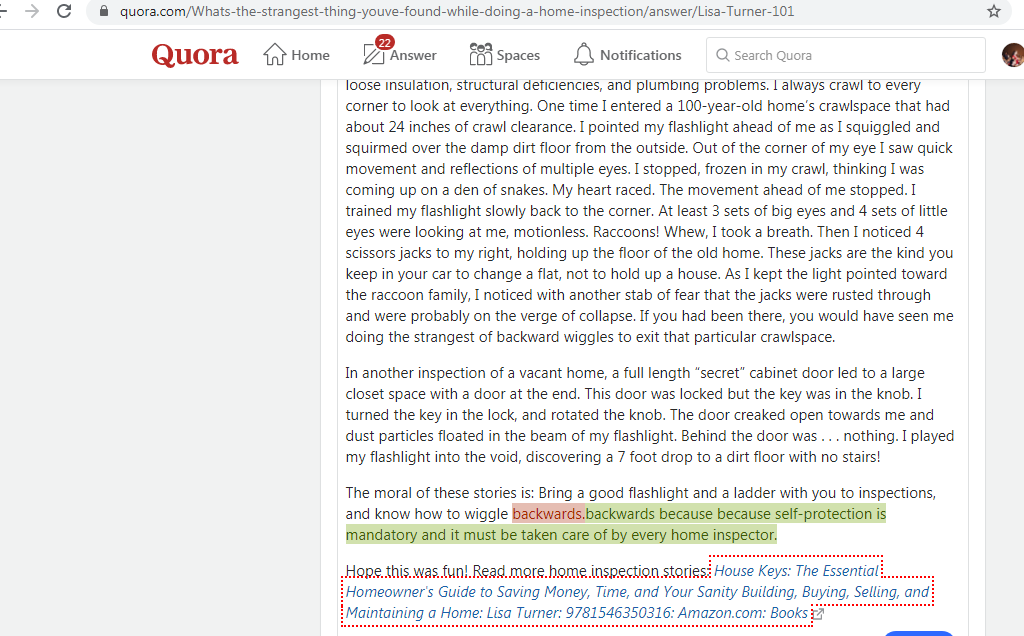 quora.com/Whats-the-strangest-thing-youve-found-while-doing-a-home-inspection/answer/Lisa-Turner-101
Quora Home 22 Answer Spaces Notifications Search Quora
loose insulation, structural deficiencies, and plumbing problems. I always crawl to every
corner to look at everything. One time I entered a 100-year-old home’s crawlspace that had
about 24 inches of crawl clearance. I pointed my flashlight ahead of me as I squiggled and
squirmed over the damp dirt floor from the outside. Out of the corner of my eye I saw quick
movement and reflections of multiple eyes. I stopped, frozen in my crawl, thinking I was
coming up on a den of snakes. My heart raced. The movement ahead of me stopped. I
trained my flashlight slowly back to the corner. At least 3 sets of big eyes and 4 sets of little
eyes were looking at me, motionless. Raccoons! Whew, I took a breath. Then I noticed 4
scissors jacks to my right, holding up the floor of the old home. These jacks are the kind you
keep in your car to change a flat, not to hold up a house. As I kept the light pointed toward
the raccoon family, I noticed with another stab of fear that the jacks were rusted through
and were probably on the verge of collapse. If you had been there, you would have seen me
doing the strangest of backward wiggles to exit that particular crawlspace.
In another inspection of a vacant home, a full length “secret” cabinet door led to a large
closet space with a door at the end. This door was locked but the key was in the knob. I
turned the key in the lock, and rotated the knob. The door creaked open towards me and
dust particles floated in the beam of my flashlight. Behind the door was . . . nothing. I played
my flashlight into the void, discovering a 7 foot drop to a dirt floor with no stairs!
The moral of these stories is: Bring a good flashlight and a ladder with you to inspections,
and know how to wiggle backwards.backwards because because self-protection is
mandatory and it must be taken care of by every home inspector.
Hope this was fun! Read more home inspection stories: House Keys: The Essential
Homeowner's Guide to Saving Money, Time, and Your Sanity Building, Buying, Selling, and
Maintaining a Home: Lisa Turner: 9781546350316: Amazon.com: Books